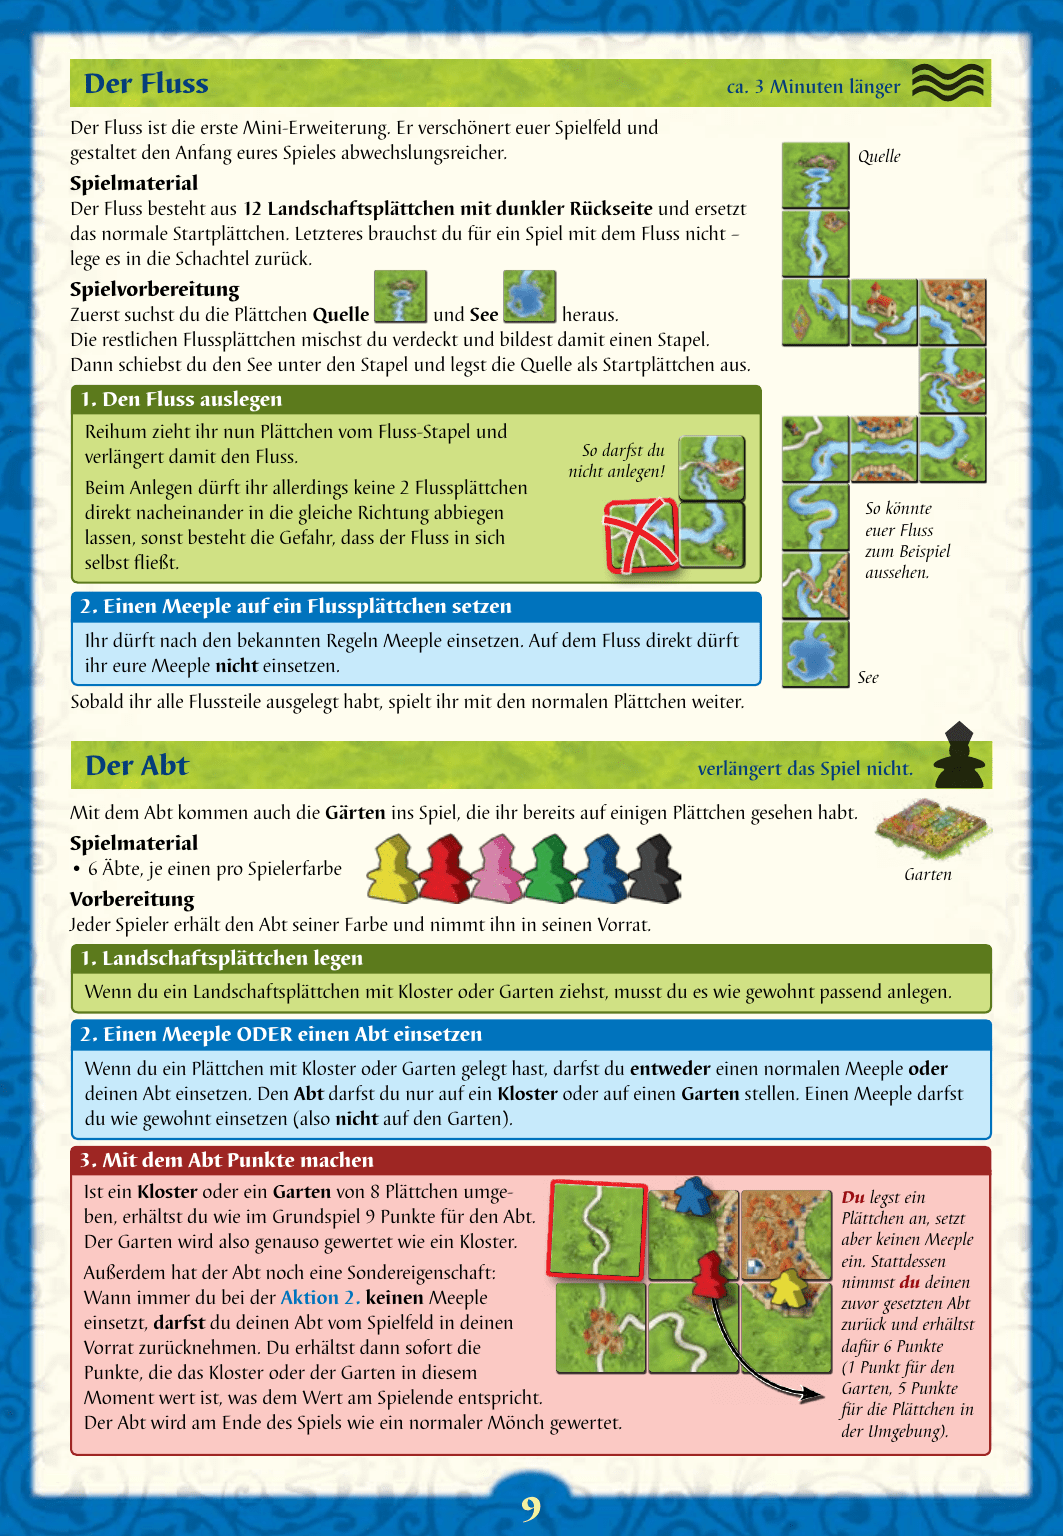 Der Fluss
ca. 3 Minuten länger
Der Fluss ist die erste Mini-Erweiterung. Er verschönert euer Spielfeld und
gestaltet den Anfang eures Spieles abwechslungsreicher.
Spielmaterial
Der Fluss besteht aus 12 Landschaftsplättchen mit dunkler Rückseite und ersetzt
das normale Startplättchen. Letzteres brauchst du für ein Spiel mit dem Fluss nicht –
lege es in die Schachtel zurück.
Spielvorbereitung
Zuerst suchst du die Plättchen Quelle und See heraus.
Die restlichen Flussplättchen mischst du verdeckt und bildest damit einen Stapel.
Dann schiebst du den See unter den Stapel und legst die Quelle als Startplättchen aus.
1. Den Fluss auslegen
Reihum zieht ihr nun Plättchen vom Fluss-Stapel und
verlängert damit den Fluss.
Beim Anlegen dürft ihr allerdings keine 2 Flussplättchen
direkt nacheinander in die gleiche Richtung abbiegen
lassen, sonst besteht die Gefahr, dass der Fluss in sich
selbst fließt.
So darfst du
nicht anlegen!
2. Einen Meeple auf ein Flussplättchen setzen
Ihr dürft nach den bekannten Regeln Meeple einsetzen. Auf dem Fluss direkt dürft
ihr eure Meeple nicht einsetzen.
Sobald ihr alle Flussteile ausgelegt habt, spielt ihr mit den normalen Plättchen weiter.
Quelle
So könnte
euer Fluss
zum Beispiel
aussehen.
See
Der Abt
verlängert das Spiel nicht.
Mit dem Abt kommen auch die Gärten ins Spiel, die ihr bereits auf einigen Plättchen gesehen habt.
Spielmaterial
• 6 Äbte, je einen pro Spielerfarbe
Garten
Vorbereitung
Jeder Spieler erhält den Abt seiner Farbe und nimmt ihn in seinen Vorrat.
1. Landschaftsplättchen legen
Wenn du ein Landschaftsplättchen mit Kloster oder Garten ziehst, musst du es wie gewohnt passend anlegen.
2. Einen Meeple ODER einen Abt einsetzen
Wenn du ein Plättchen mit Kloster oder Garten gelegt hast, darfst du entweder einen normalen Meeple oder
deinen Abt einsetzen. Den Abt darfst du nur auf ein Kloster oder auf einen Garten stellen. Einen Meeple darfst
du wie gewohnt einsetzen (also nicht auf den Garten).
3. Mit dem Abt Punkte machen
Ist ein Kloster oder ein Garten von 8 Plättchen umge-
ben, erhältst du wie im Grundspiel 9 Punkte für den Abt.
Der Garten wird also genauso gewertet wie ein Kloster.
Außerdem hat der Abt noch eine Sondereigenschaft:
Wann immer du bei der Aktion 2. keinen Meeple
einsetzt, darfst du deinen Abt vom Spielfeld in deinen
Vorrat zurücknehmen. Du erhältst dann sofort die
Punkte, die das Kloster oder der Garten in diesem
Moment wert ist, was dem Wert am Spielende entspricht.
Der Abt wird am Ende des Spiels wie ein normaler Mönch gewertet.
Du legst ein
Plättchen an, setzt
aber keinen Meeple
ein. Stattdessen
nimmst du deinen
zuvor gesetzten Abt
zurück und erhältst
dafür 6 Punkte
(1 Punkt für den
Garten, 5 Punkte
für die Plättchen in
der Umgebung).
9